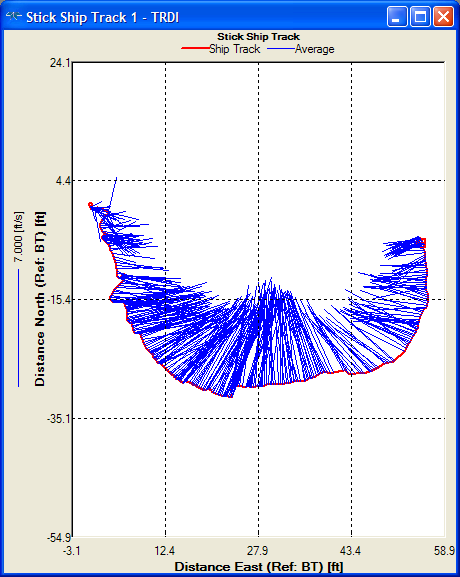 Stick Ship Track 1 - TRDI
Stick Ship Track
Ship Track Average
24.1
4.4
-15.4
-35.1
-54.9
7.000 [ft/s]
Distance North (Ref: BT) [ft]
-3.1 12.4 27.9 43.4 58.9
Distance East (Ref: BT) [ft]